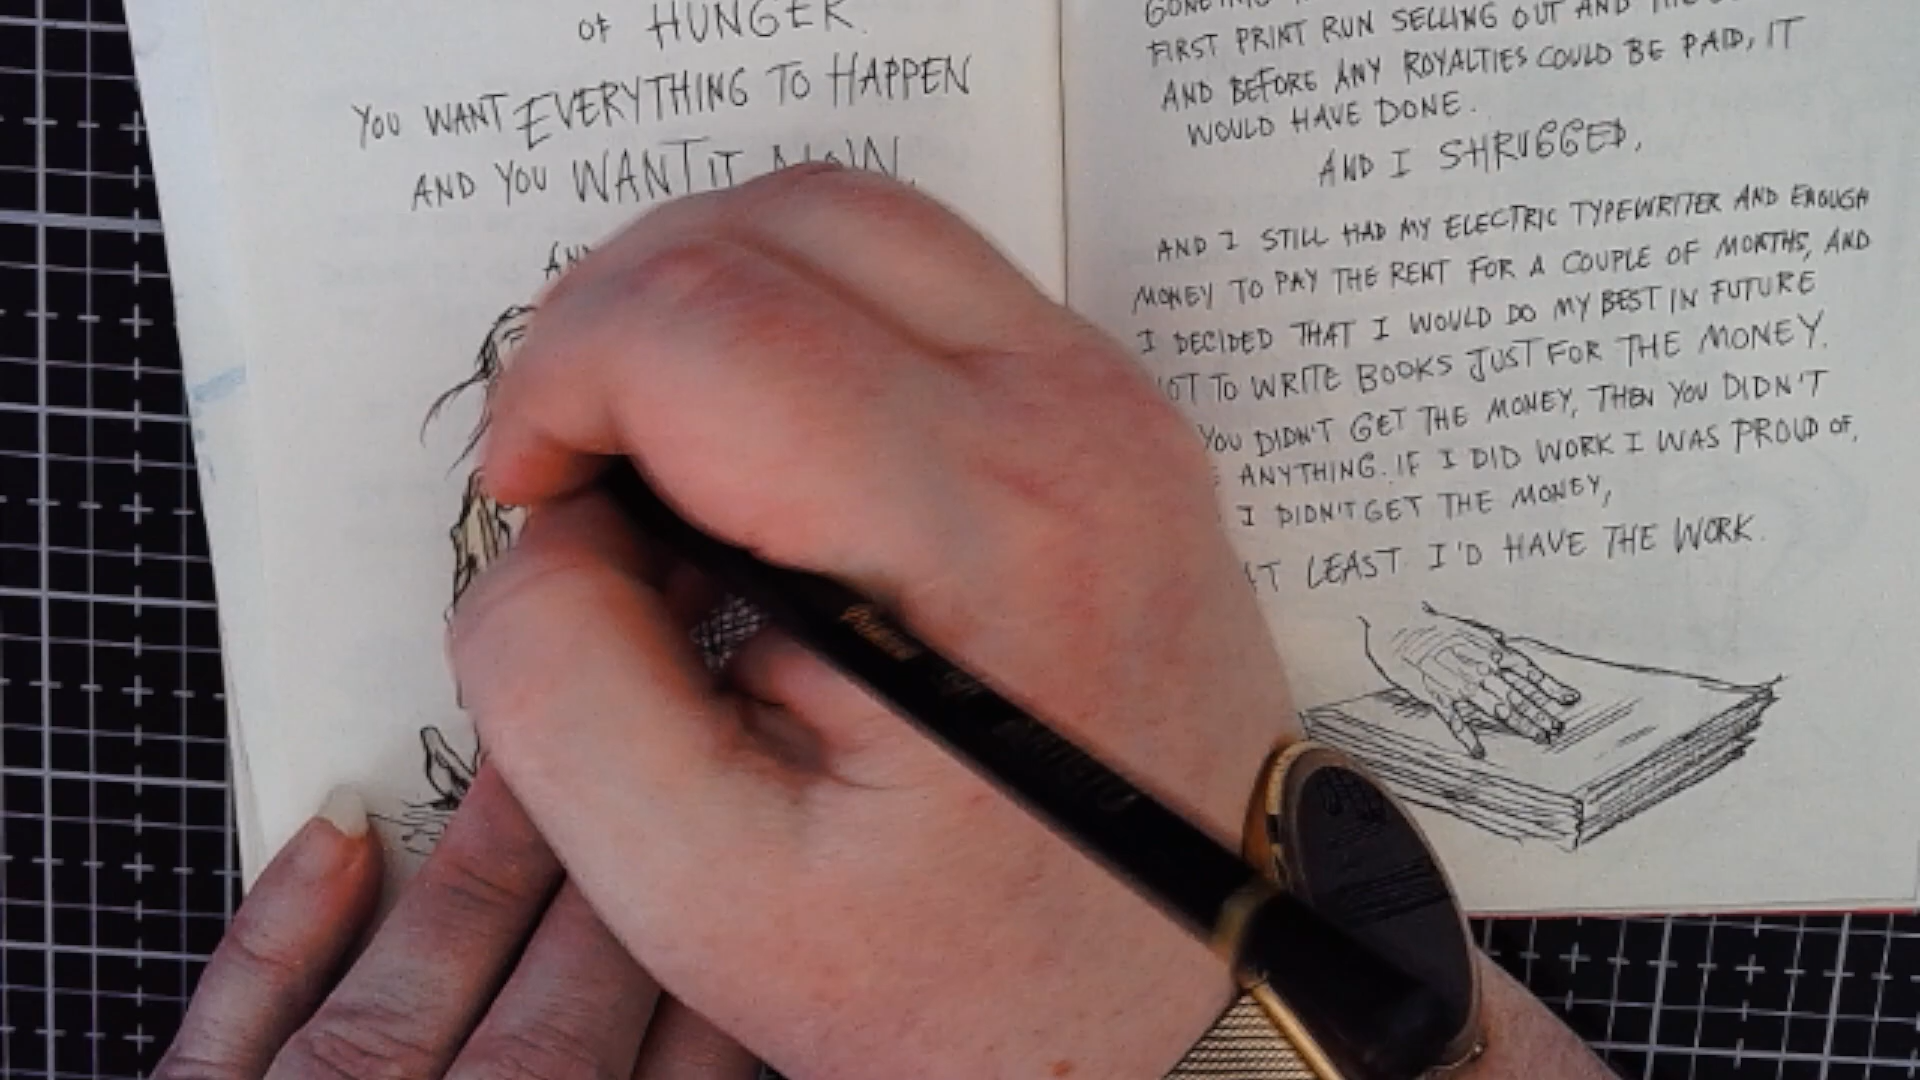 OF HUNGER.
YOU WANT EVERYTHING TO HAPPEN
AND YOU WANT IT NOW.
AND
FIRST PRINT RUN SELLING OUT AND
AND BEFORE ANY ROYALTIES COULD BE PAID, IT
WOULD HAVE DONE.
AND I SHRUGGED,
AND I STILL HAD MY ELECTRIC TYPEWRITER AND ENOUGH
MONEY TO PAY THE RENT FOR A COUPLE OF MONTHS, AND
I DECIDED THAT I WOULD DO MY BEST IN FUTURE
NOT TO WRITE BOOKS JUST FOR THE MONEY.
YOU DIDN'T GET THE MONEY, THEN YOU DIDN'T
ANYTHING. IF I DID WORK I WAS PROUD OF,
I DIDN'T GET THE MONEY,
AT LEAST I'D HAVE THE WORK.